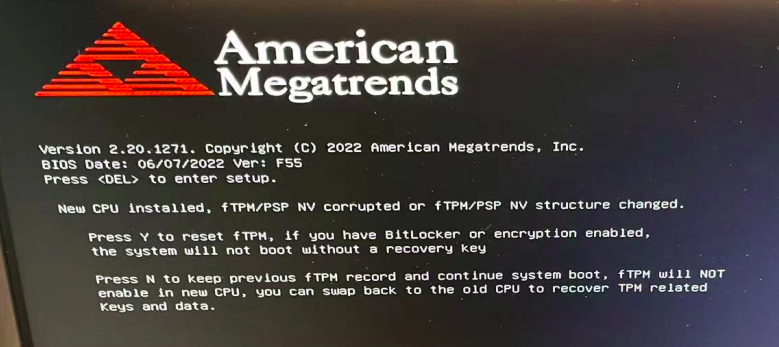 American
Megatrends
Version 2.20.1271. Copyright (C) 2022 American Megatrends, Inc.
BIOS Date: 06/07/2022 Ver: F55
Press <DEL> to enter setup.
New CPU installed, fTPM/PSP NV corrupted or fTPM/PSP NV structure changed.
Press Y to reset fTPM, if you have BitLocker or encryption enabled,
the system will not boot without a recovery key
Press N to keep previous fTPM record and continue system boot, fTPM will NOT
enable in new CPU, you can swap back to the old CPU to recover TPM related
Keys and data.